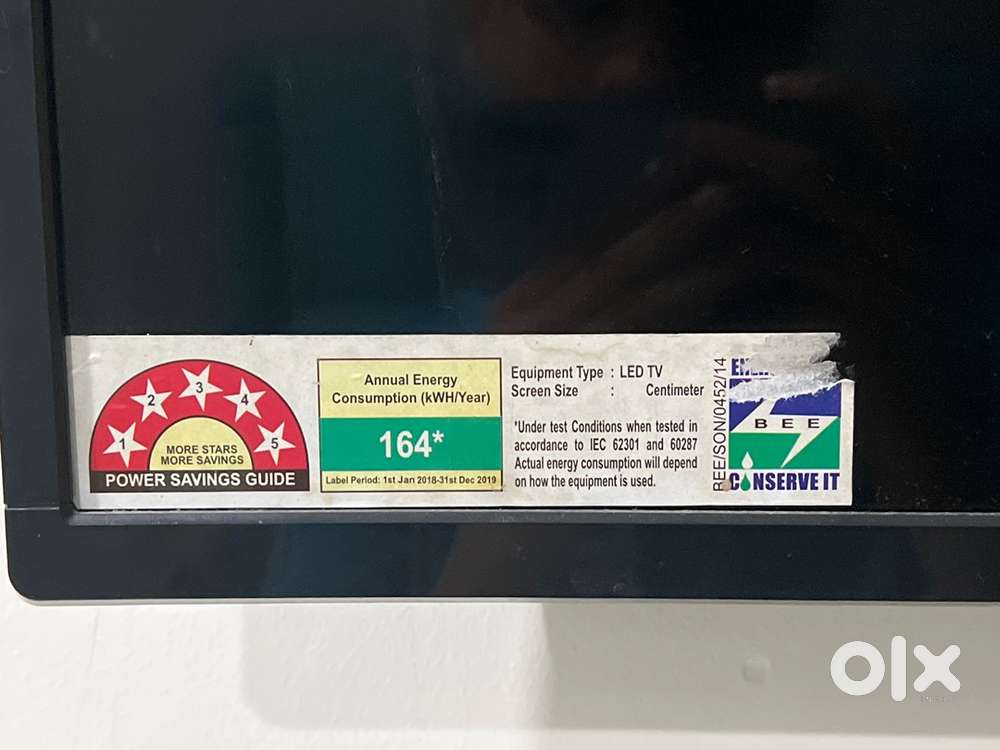 1
2
3
4
5
MORE STARS
MORE SAVINGS
POWER SAVINGS GUIDE
Annual Energy
Consumption (kWH/Year)
164*
Label Period: 1st Jan 2018-31st Dec 2019
Equipment Type : LED TV
Screen Size : Centimeter
*Under test Conditions when tested in
accordance to IEC 62301 and 60287
Actual energy consumption will depend
on how the equipment is used.
BEE/SON/0452/14
BEE
CONSERVE IT
olx